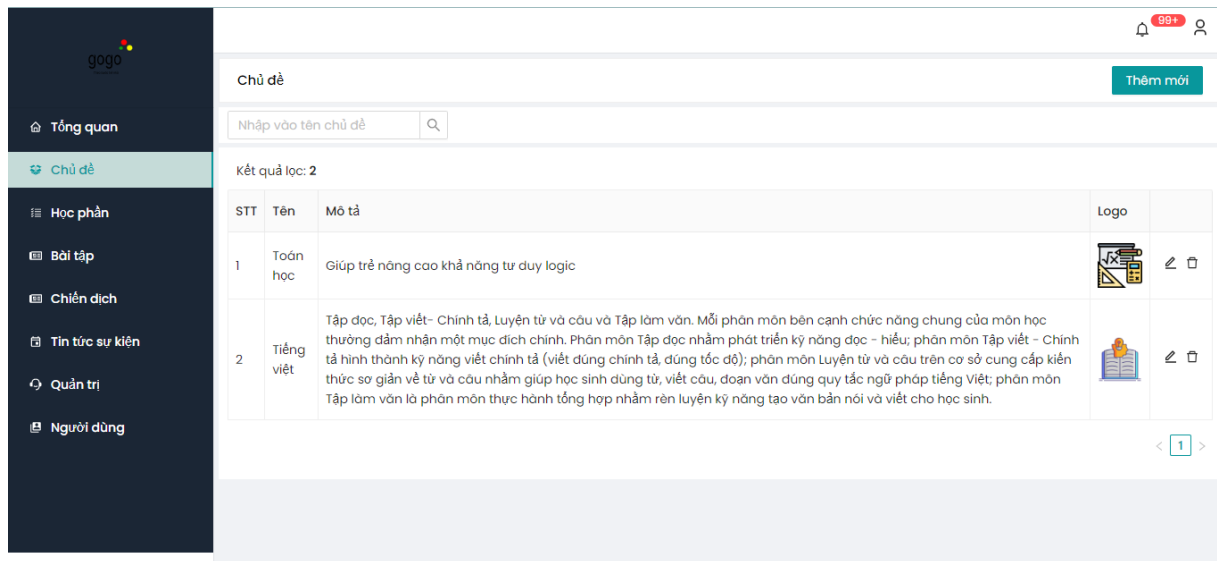 99+
gogo
Chủ đề
Thêm mới
Tổng quan
Nhập vào tên chủ đề
Chủ đề
Kết quả lọc: 2
Học phần
STT Tên Mô tả Logo
Bài tập
1 Toán học Giúp trẻ nâng cao khả năng tư duy logic
Chiến dịch
Tin tức sự kiện
Quản trị
Người dùng
2 Tiếng việt
Tập đọc, Tập viết- Chính tả, Luyện từ và câu và Tập làm văn. Mỗi phân môn bên cạnh chức năng chung của môn học
thường đảm nhận một mục đích chính. Phân môn Tập đọc nhằm phát triển kỹ năng đọc - hiểu; phân môn Tập viết - Chính
tả hình thành kỹ năng viết chính tả (viết đúng chính tả, đúng tốc độ); phân môn Luyện từ và câu trên cơ sở cung cấp kiến
thức sơ giản về từ và câu nhằm giúp học sinh dùng từ, viết câu, đoạn văn đúng quy tắc ngữ pháp tiếng Việt; phân môn
Tập làm văn là phân môn thực hành tổng hợp nhằm rèn luyện kỹ năng tạo văn bản nói và viết cho học sinh.
< 1 >